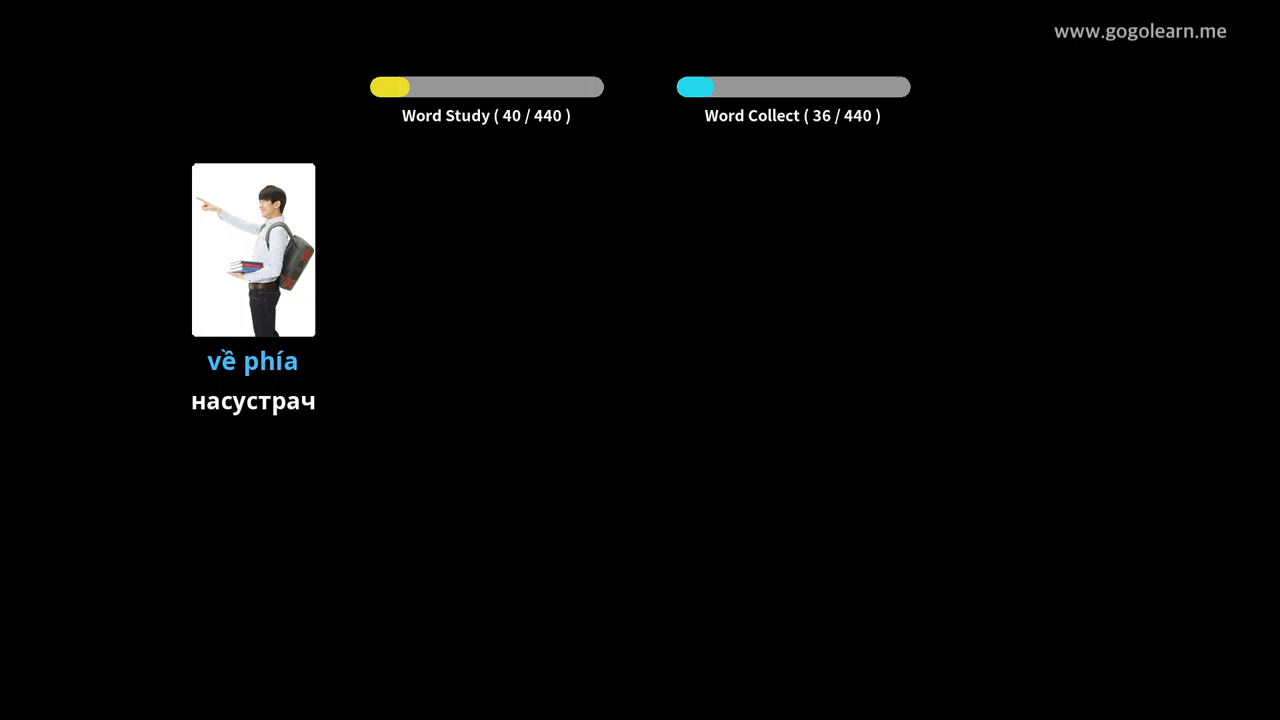 www.gogolearn.me
Word Study ( 40 / 440 )
Word Collect ( 36 / 440 )
về phía
насустрач